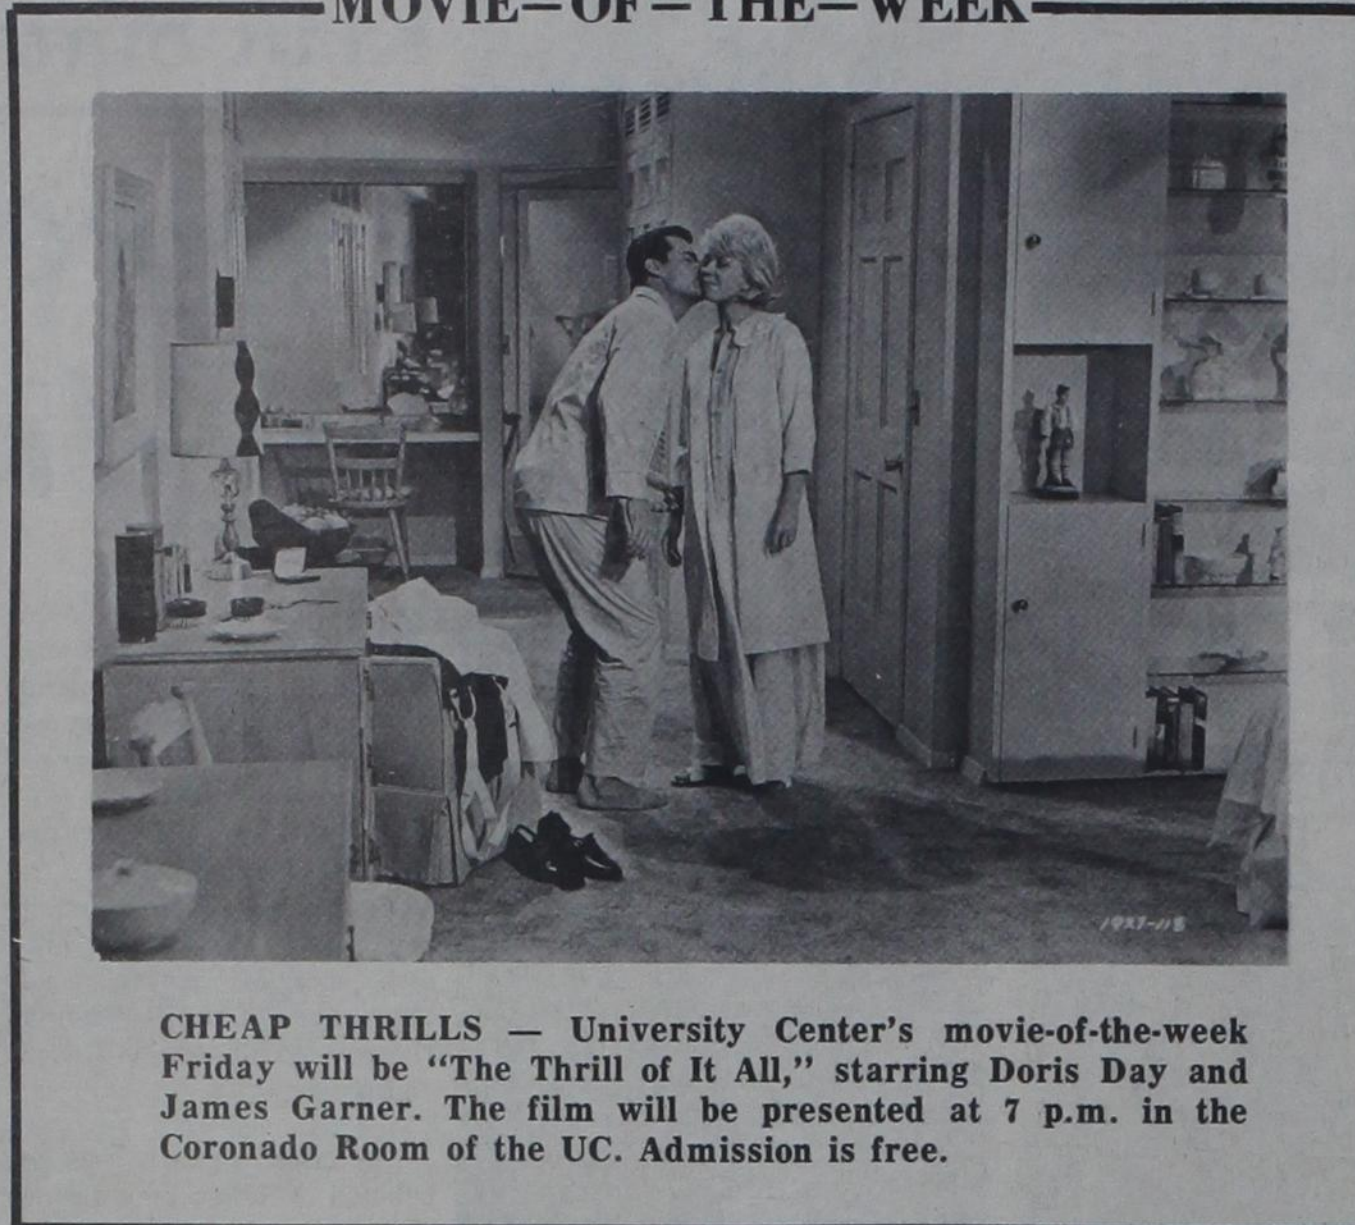 MOVIE—OF—THE—WEEK
1927-118
CHEAP THRILLS — University Center's movie-of-the-week
Friday will be “The Thrill of It All,” starring Doris Day and
James Garner. The film will be presented at 7 p.m. in the
Coronado Room of the UC. Admission is free.